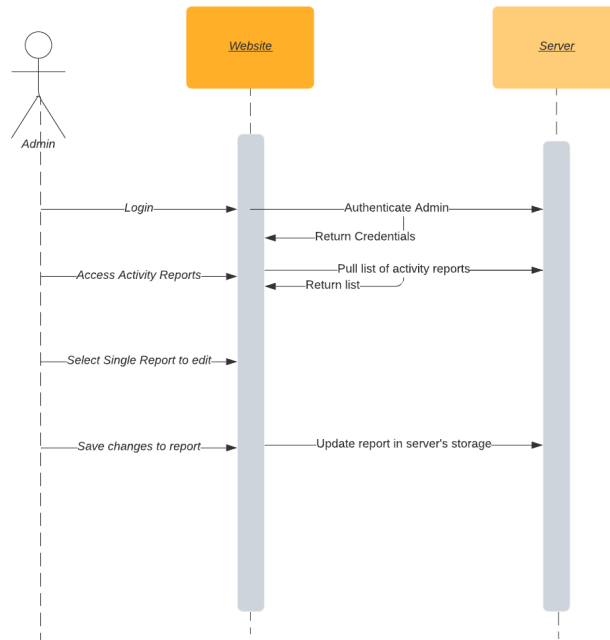 Website
Server
Admin
Login
Authenticate Admin
Return Credentials
Access Activity Reports
Pull list of activity reports
Return list
Select Single Report to edit
Save changes to report
Update report in server's storage